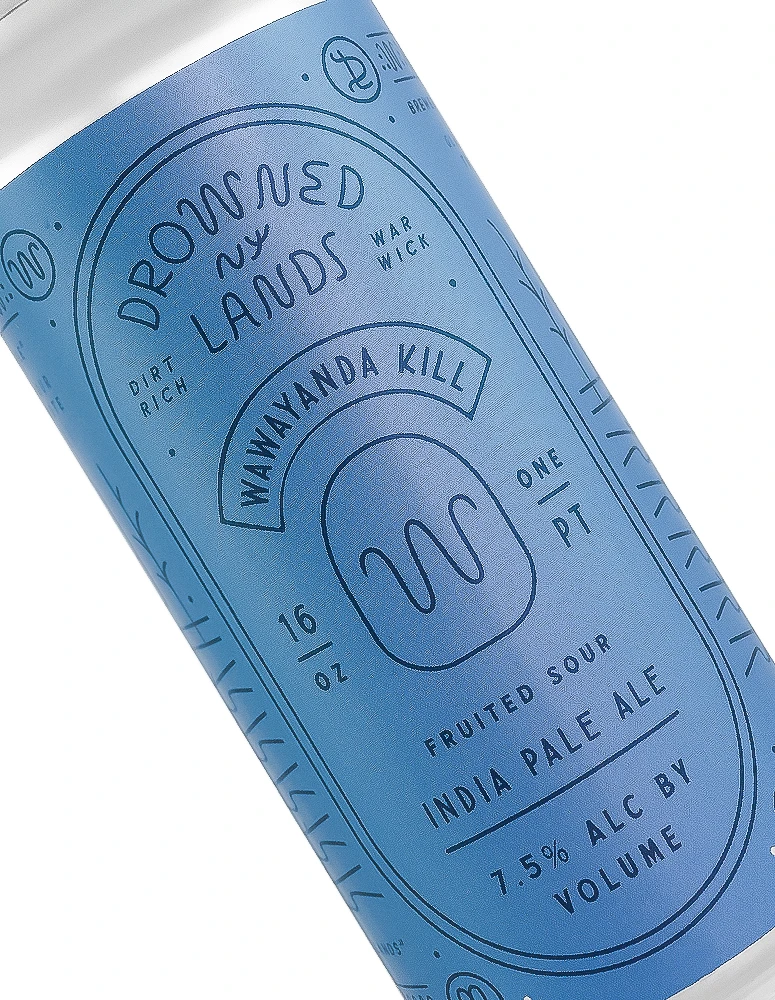 DROWNED
NY
LANDS
WAR
WICK
DIRT
RICH
WAWAYANDA KILL
W
ONE
PT
16
OZ
FRUITED SOUR
INDIA PALE ALE
7.5% ALC BY
VOLUME
W